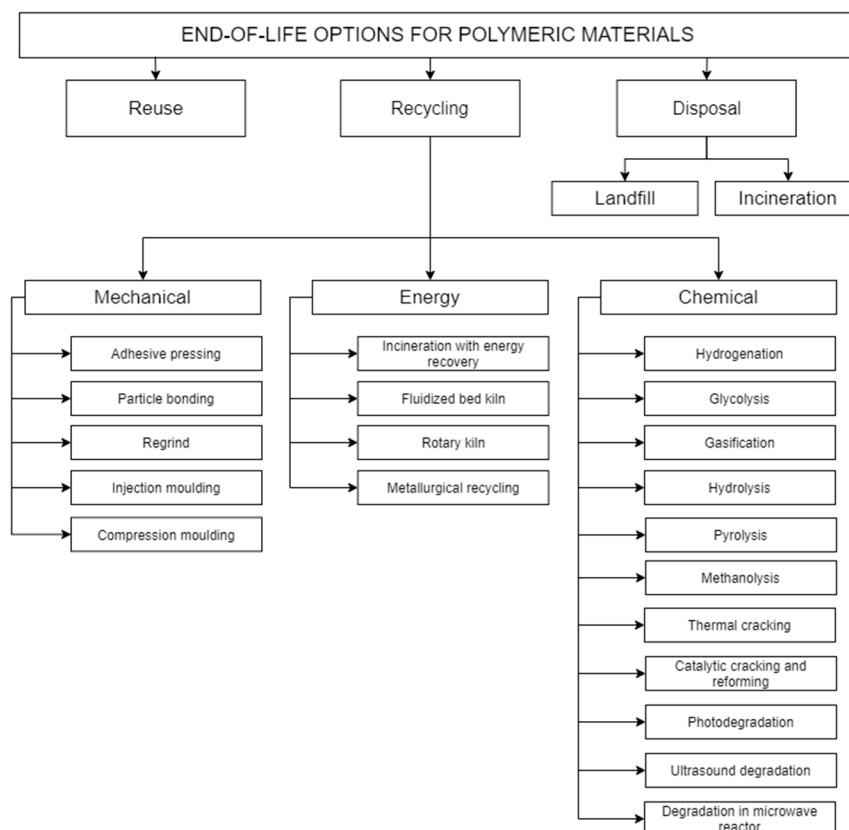 END-OF-LIFE OPTIONS FOR POLYMERIC MATERIALS
Reuse
Recycling
Disposal
Landfill
Incineration
Mechanical
Energy
Chemical
Adhesive pressing
Particle bonding
Regrind
Injection moulding
Compression moulding
Incineration with energy
recovery
Fluidized bed kiln
Rotary kiln
Metallurgical recycling
Hydrogenation
Glycolysis
Gasification
Hydrolysis
Pyrolysis
Methanolysis
Thermal cracking
Catalytic cracking and
reforming
Photodegradation
Ultrasound degradation
Degradation in microwave
reactor